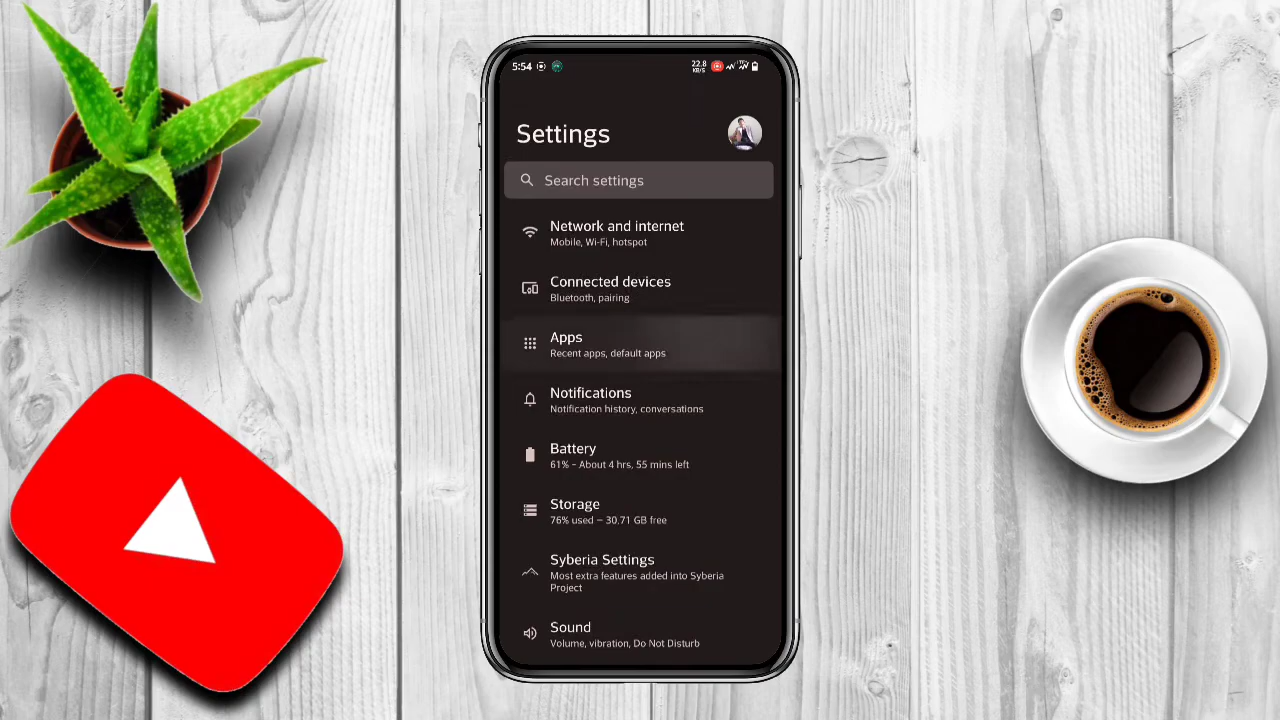 5:54
22.8
KB/S
Settings
Search settings
Network and internet
Mobile, Wi-Fi, hotspot
Connected devices
Bluetooth, pairing
Apps
Recent apps, default apps
Notifications
Notification history, conversations
Battery
61% - About 4 hrs, 55 mins left
Storage
76% used – 30.71 GB free
Syberia Settings
Most extra features added into Syberia
Project
Sound
Volume, vibration, Do Not Disturb